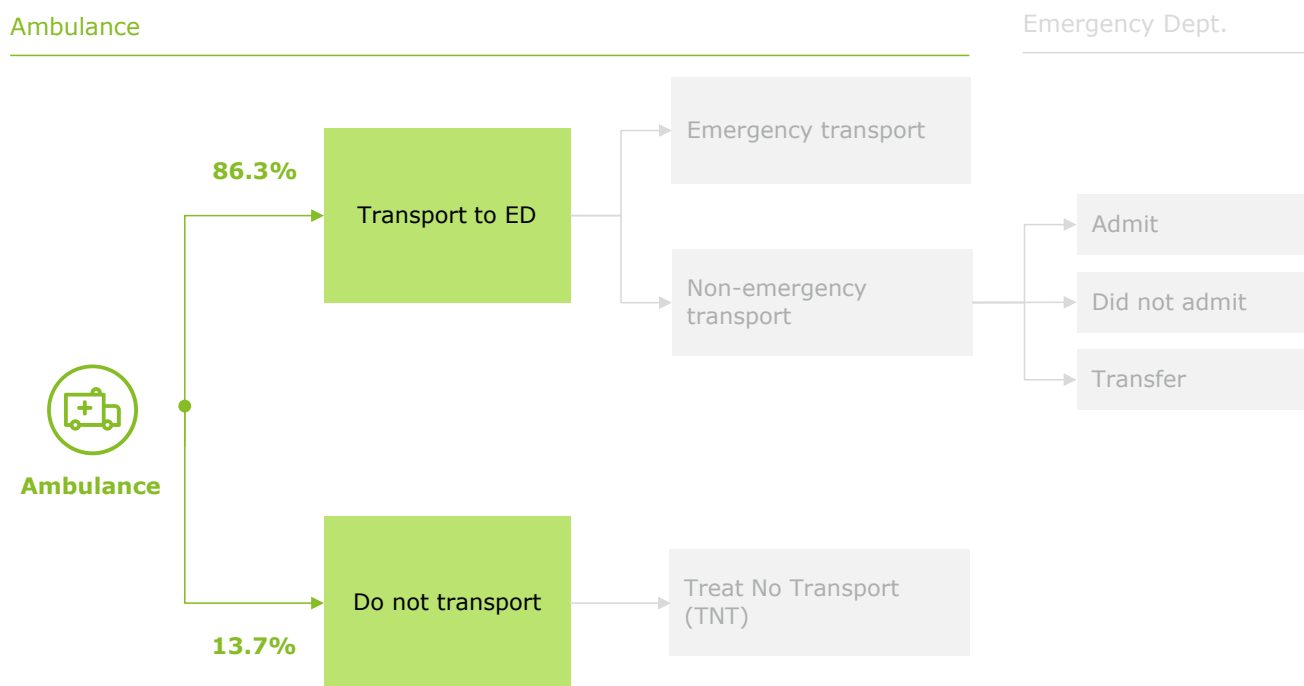 Ambulance
Emergency Dept.
86.3%
Transport to ED
Emergency transport
Non-emergency
transport
Admit
Did not admit
Transfer
Ambulance
Do not transport
13.7%
Treat No Transport
(TNT)